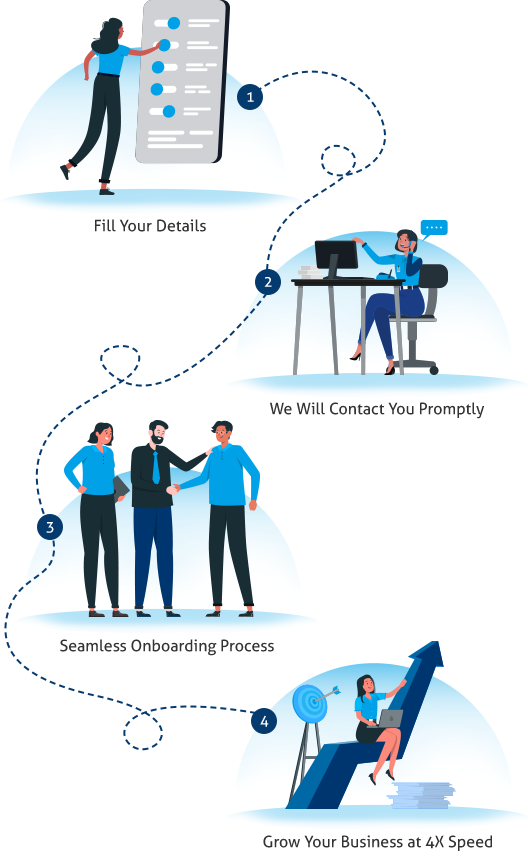 1
Fill Your Details
2
We Will Contact You Promptly
3
Seamless Onboarding Process
4
Grow Your Business at 4X Speed